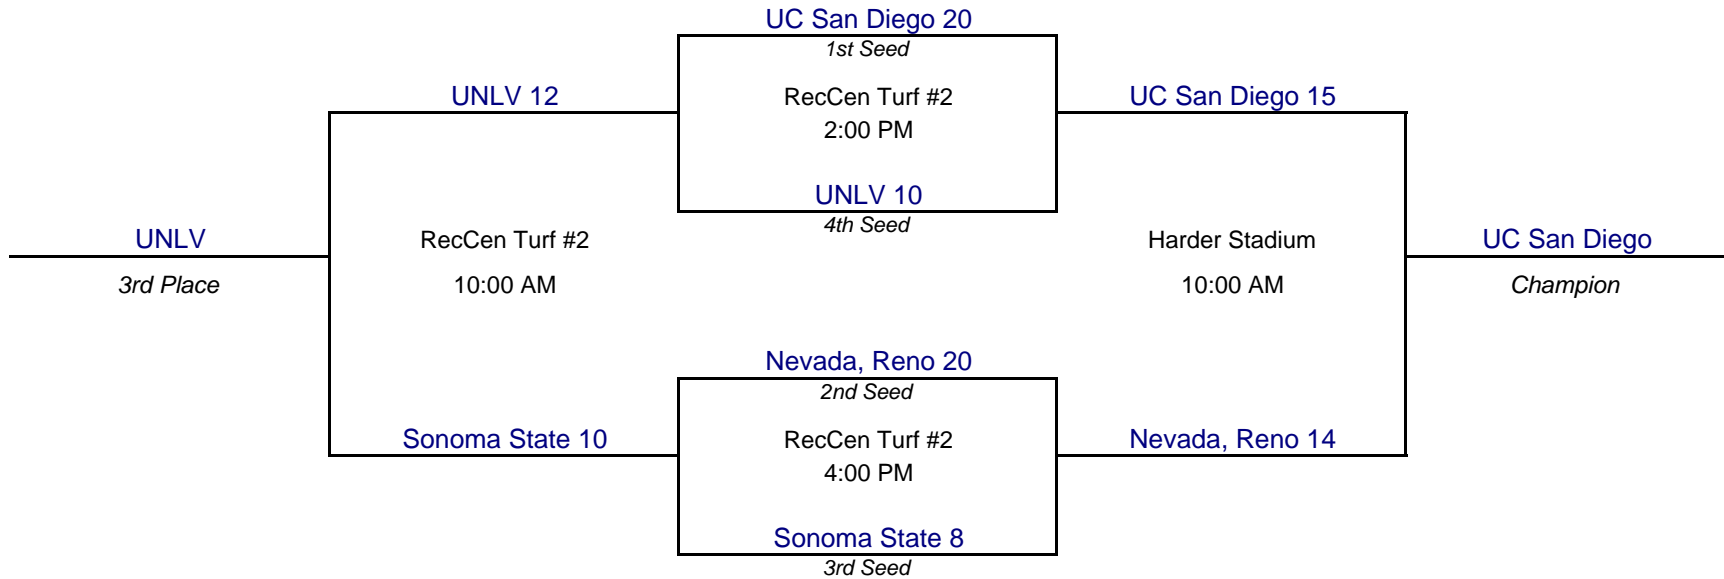 UC San Diego 20
1st Seed
UNLV 12
RecCen Turf #2
UC San Diego 15
2:00 PM
UNLV 10
4th Seed
UNLV
RecCen Turf #2
Harder Stadium
UC San Diego
3rd Place
10:00 AM
10:00 AM
Champion
Nevada, Reno 20
2nd Seed
Sonoma State 10
RecCen Turf #2
Nevada, Reno 14
4:00 PM
Sonoma State 8
3rd Seed